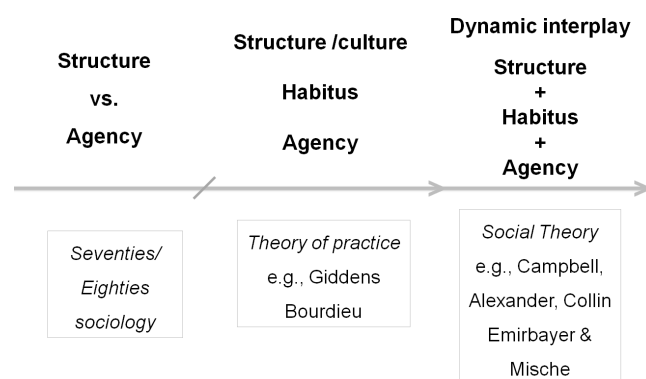 Structure
vs.
Agency
Structure /culture
Habitus
Agency
Dynamic interplay
Structure
+
Habitus
+
Agency
Seventies/
Eighties
sociology
Theory of practice
e.g., Giddens
Bourdieu
Social Theory
e.g., Campbell,
Alexander, Collin
Emirbayer &
Mische